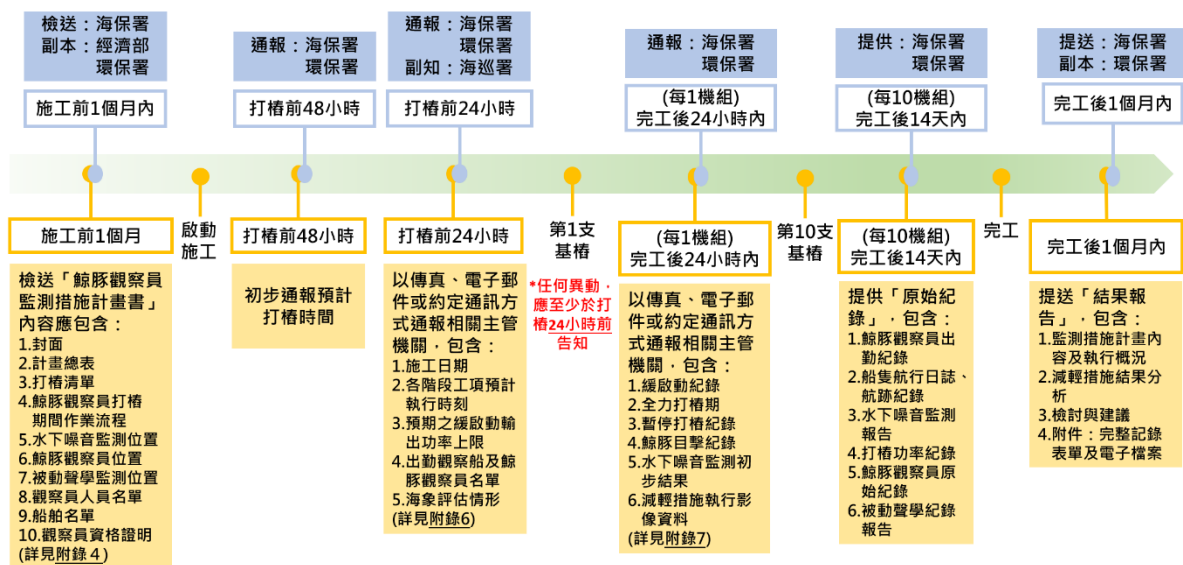 檢送：海保署
副本：經濟部
環保署
施工前1個月內
通報：海保署
環保署
打樁前48小時
通報：海保署
環保署
副知：海巡署
打樁前24小時
通報：海保署
環保署
(每1機組)
完工後24小時內
提供：海保署
環保署
(每10機組)
完工後14天內
提送：海保署
副本：環保署
完工後1個月內
施工前1個月
檢送「鯨豚觀察員
監測措施計畫書」
內容應包含：
1.封面
2.計畫總表
3.打樁清單
4.鯨豚觀察員打樁
期間作業流程
5.水下噪音監測位置
6.鯨豚觀察員位置
7.被動聲學監測位置
8.觀察員人員名單
9.船舶名單
10.觀察員資格證明
(詳見附錄４)
啟動
施工
打樁前48小時
初步通報預計
打樁時間
打樁前24小時
以傳真、電子郵
件或約定通訊方
式通報相關主管
機關，包含：
1.施工日期
2.各階段工項預計
執行時刻
3.預期之緩啟動輸
出功率上限
4.出勤觀察船及鯨
豚觀察員名單
5.海象評估情形
(詳見附錄6)
第1支
基樁
*任何異動，
應至少於打
樁24小時前
告知
(每1機組)
完工後24小時內
以傳真、電子郵
件或約定通訊方
式通報相關主管
機關，包含：
1.緩啟動紀錄
2.全力打樁期
3.暫停打樁紀錄
4.鯨豚目擊紀錄
5.水下噪音監測初
步結果
6.減輕措施執行影
像資料
(詳見附錄7)
第10支
基樁
(每10機組)
完工後14天內
提供「原始紀
錄」，包含：
1.鯨豚觀察員出
勤紀錄
2.船隻航行日誌、
航跡紀錄
3.水下噪音監測
報告
4.打樁功率紀錄
5.鯨豚觀察員原
始紀錄
6.被動聲學紀錄
報告
完工
完工後1個月內
提送「結果報
告」，包含：
1.監測措施計畫內
容及執行概況
2.減輕措施結果分
析
3.檢討與建議
4.附件：完整記錄
表單及電子檔案